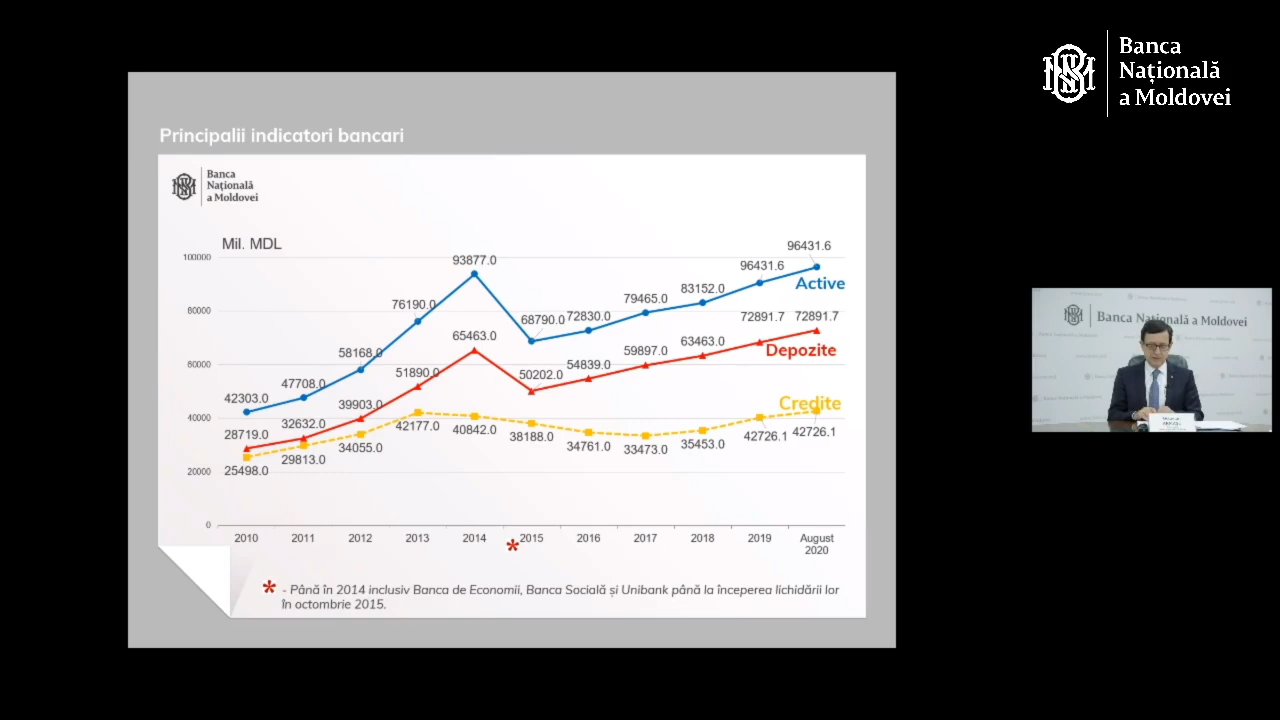 Banca
Națională
a Moldovei
Principalii indicatori bancari
Banca
Națională
a Moldovei
Mil. MDL
100000
80000
60000
40000
20000
0
42303.0
47708.0
58168.0
76190.0
93877.0
68790.0
72830.0
79465.0
83152.0
96431.6
96431.6
Active
28719.0
32632.0
39903.0
51890.0
65463.0
50202.0
54839.0
59897.0
63463.0
72891.7
72891.7
Depozite
25498.0
29813.0
34055.0
42177.0
40842.0
38188.0
34761.0
33473.0
35453.0
42726.1
42726.1
Credite
2010 2011 2012 2013 2014 * 2015 2016 2017 2018 2019 August
2020
* - Până în 2014 inclusiv Banca de Economii, Banca Socială și Unibank până la începerea lichidării lor
în octombrie 2015.
Banca Națională a Moldovei